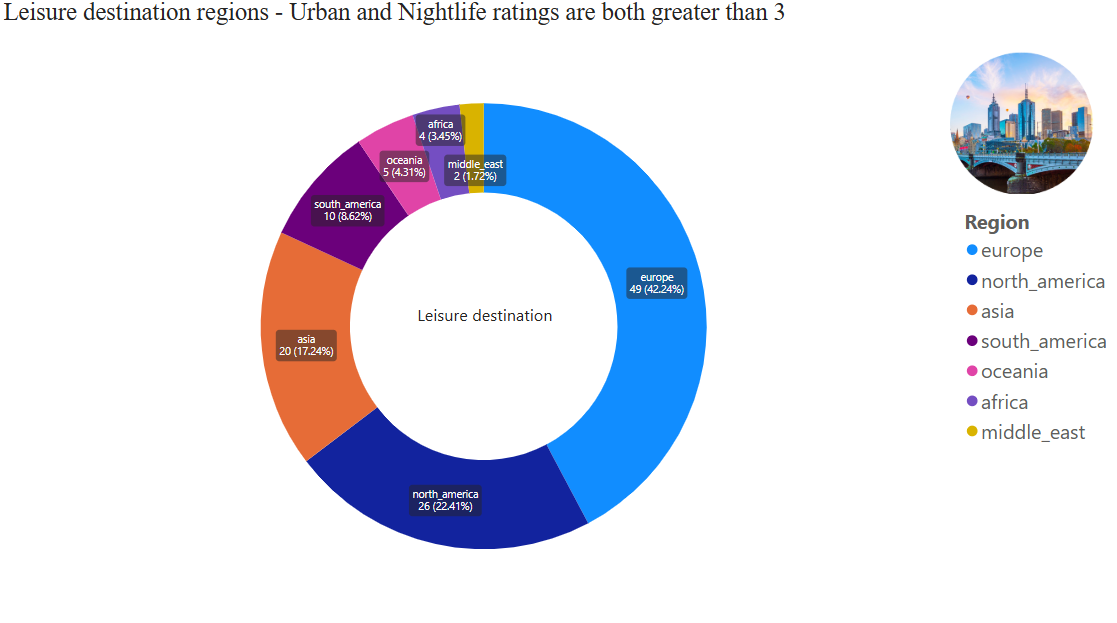 Leisure destination regions - Urban and Nightlife ratings are both greater than 3
africa
4 (3.45%)
oceania
5 (4.31%)
middle_east
2 (1.72%)
south_america
10 (8.62%)
europe
49 (42.24%)
Leisure destination
asia
20 (17.24%)
north_america
26 (22.41%)
Region
europe
north_america
asia
south_america
oceania
africa
middle_east